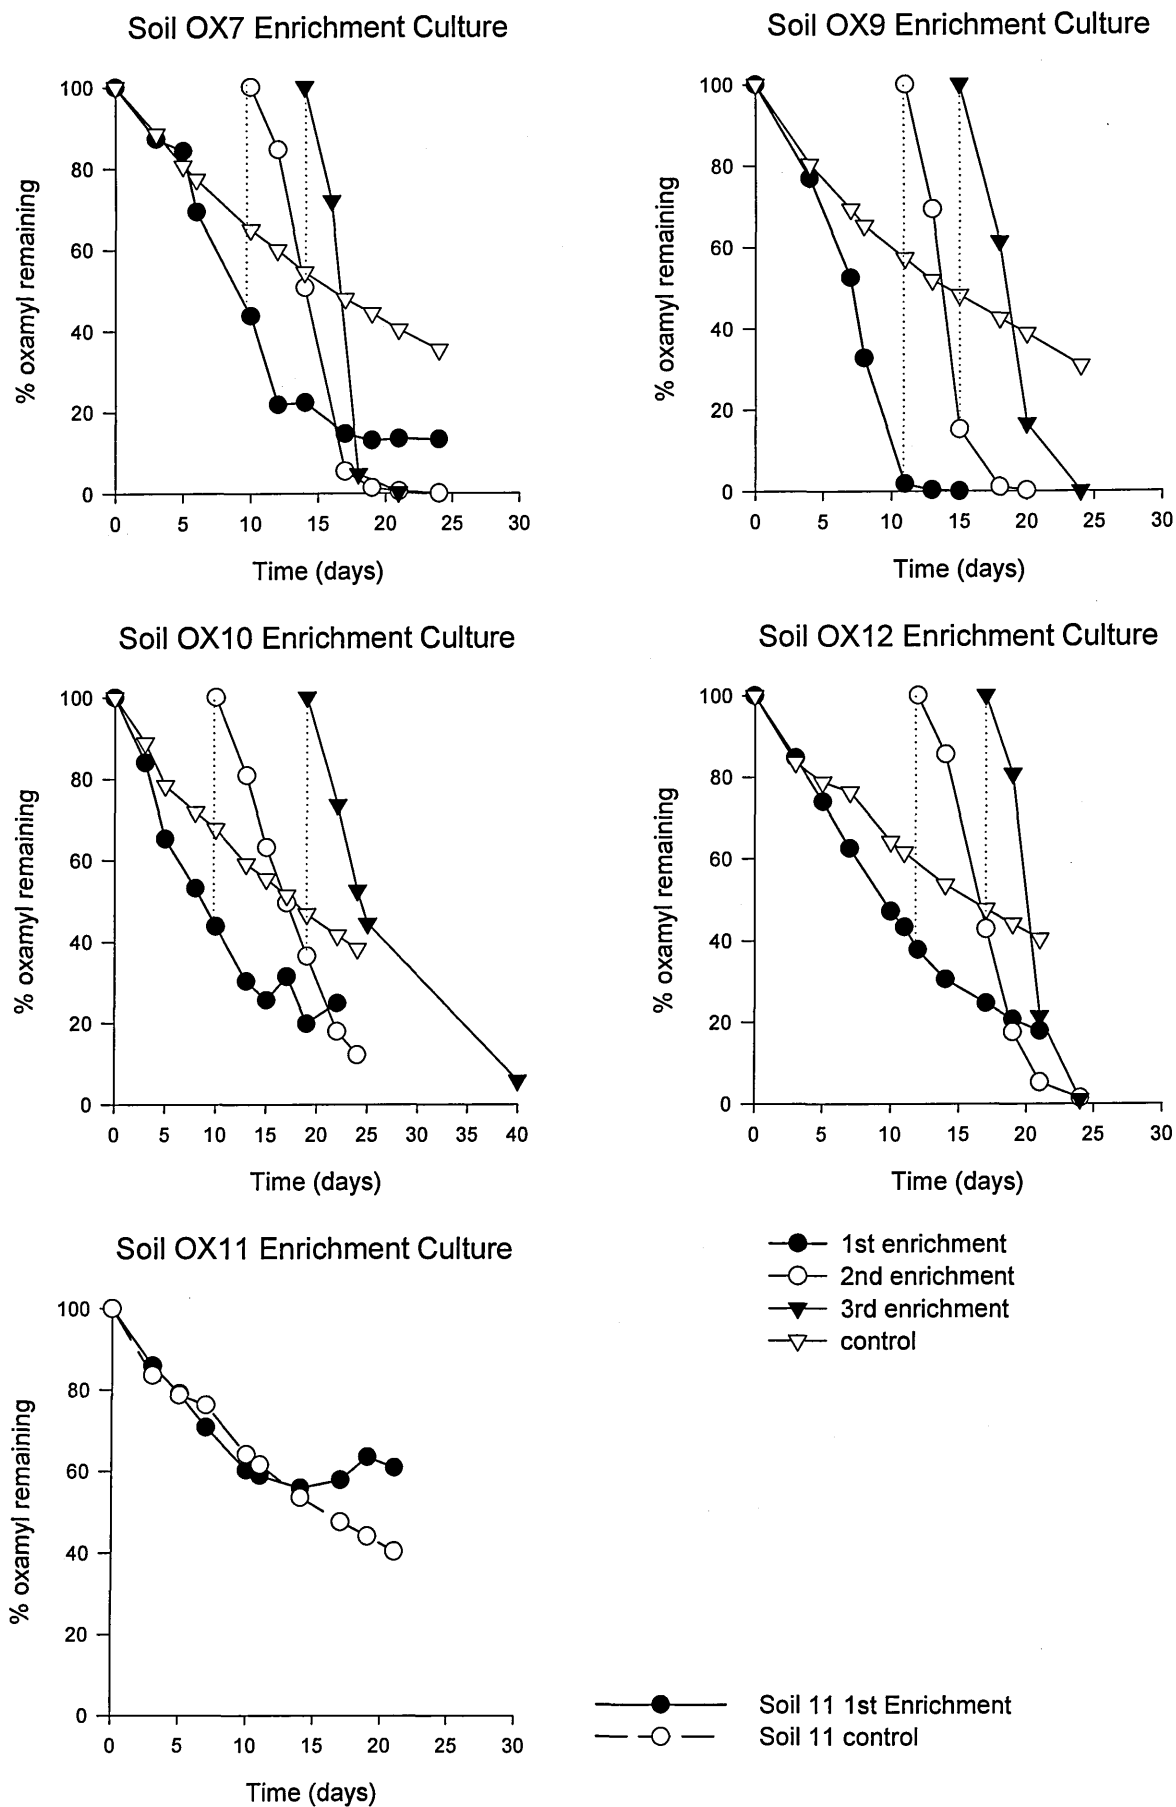 Soil OX7 Enrichment Culture
% oxamyl remaining
100
80
60
40
20
0
0 5 10 15 20 25 30
Time (days)
Soil OX9 Enrichment Culture
% oxamyl remaining
100
80
60
40
20
0
0 5 10 15 20 25 30
Time (days)
Soil OX10 Enrichment Culture
% oxamyl remaining
100
80
60
40
20
0
0 5 10 15 20 25 30 35 40
Time (days)
Soil OX12 Enrichment Culture
% oxamyl remaining
100
80
60
40
20
0
0 5 10 15 20 25 30
Time (days)
1st enrichment
2nd enrichment
3rd enrichment
control
Soil OX11 Enrichment Culture
% oxamyl remaining
100
80
60
40
20
0
0 5 10 15 20 25 30
Time (days)
Soil 11 1st Enrichment
Soil 11 control